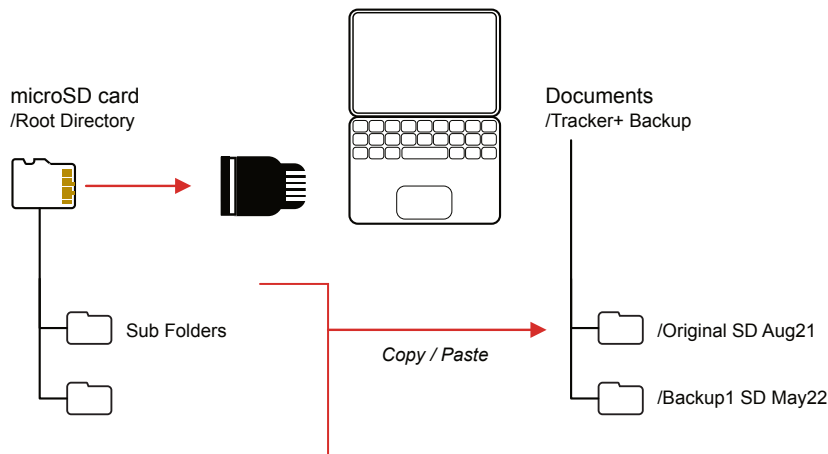 microSD card
/Root Directory
Documents
/Tracker+ Backup
Sub Folders
Copy / Paste
/Original SD Aug21
/Backup1 SD May22